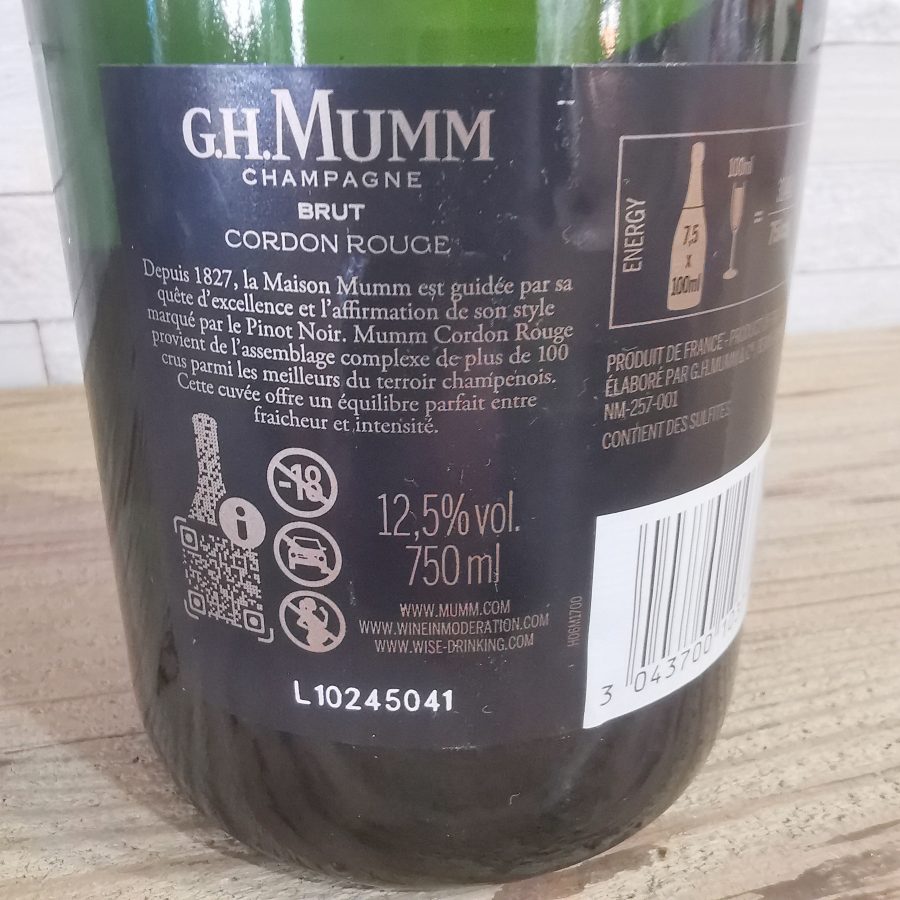 G.H.MUMM
CHAMPAGNE
BRUT
CORDON ROUGE
Depuis 1827, la Maison Mumm est guidée par sa
quête d'excellence et l'affirmation de son style
marqué par le Pinot Noir. Mumm Cordon Rouge
provient de l'assemblage complexe de plus de 100
crus parmi les meilleurs du terroir champenois.
Cette cuvée offre un équilibre parfait entre
fraicheur et intensité.
-18
i
12,5% vol.
750 ml
WWW.MUMM.COM
WWW.WINEINMODERATION.COM
WWW.WISE-DRINKING.COM
L10245041
ENERGY
7,5
x
100ml
100ml
=
PRODUIT DE FRANCE -
ÉLABORÉ PAR G.H.MUMM &
NM-257-001
CONTIENT DES SULFITES
H06M1700
3 043700